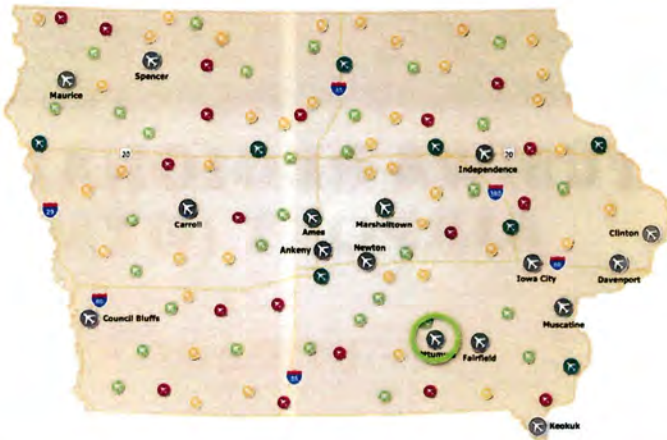 Spencer
Maurice
35
20
Independence
20
380
29
Carroll
Ames
Marshalltown
Clinton
Ankeny
Newton
Iowa City
80
Davenport
80
Council Bluffs
Muscatine
Fairfield
35
Keokuk